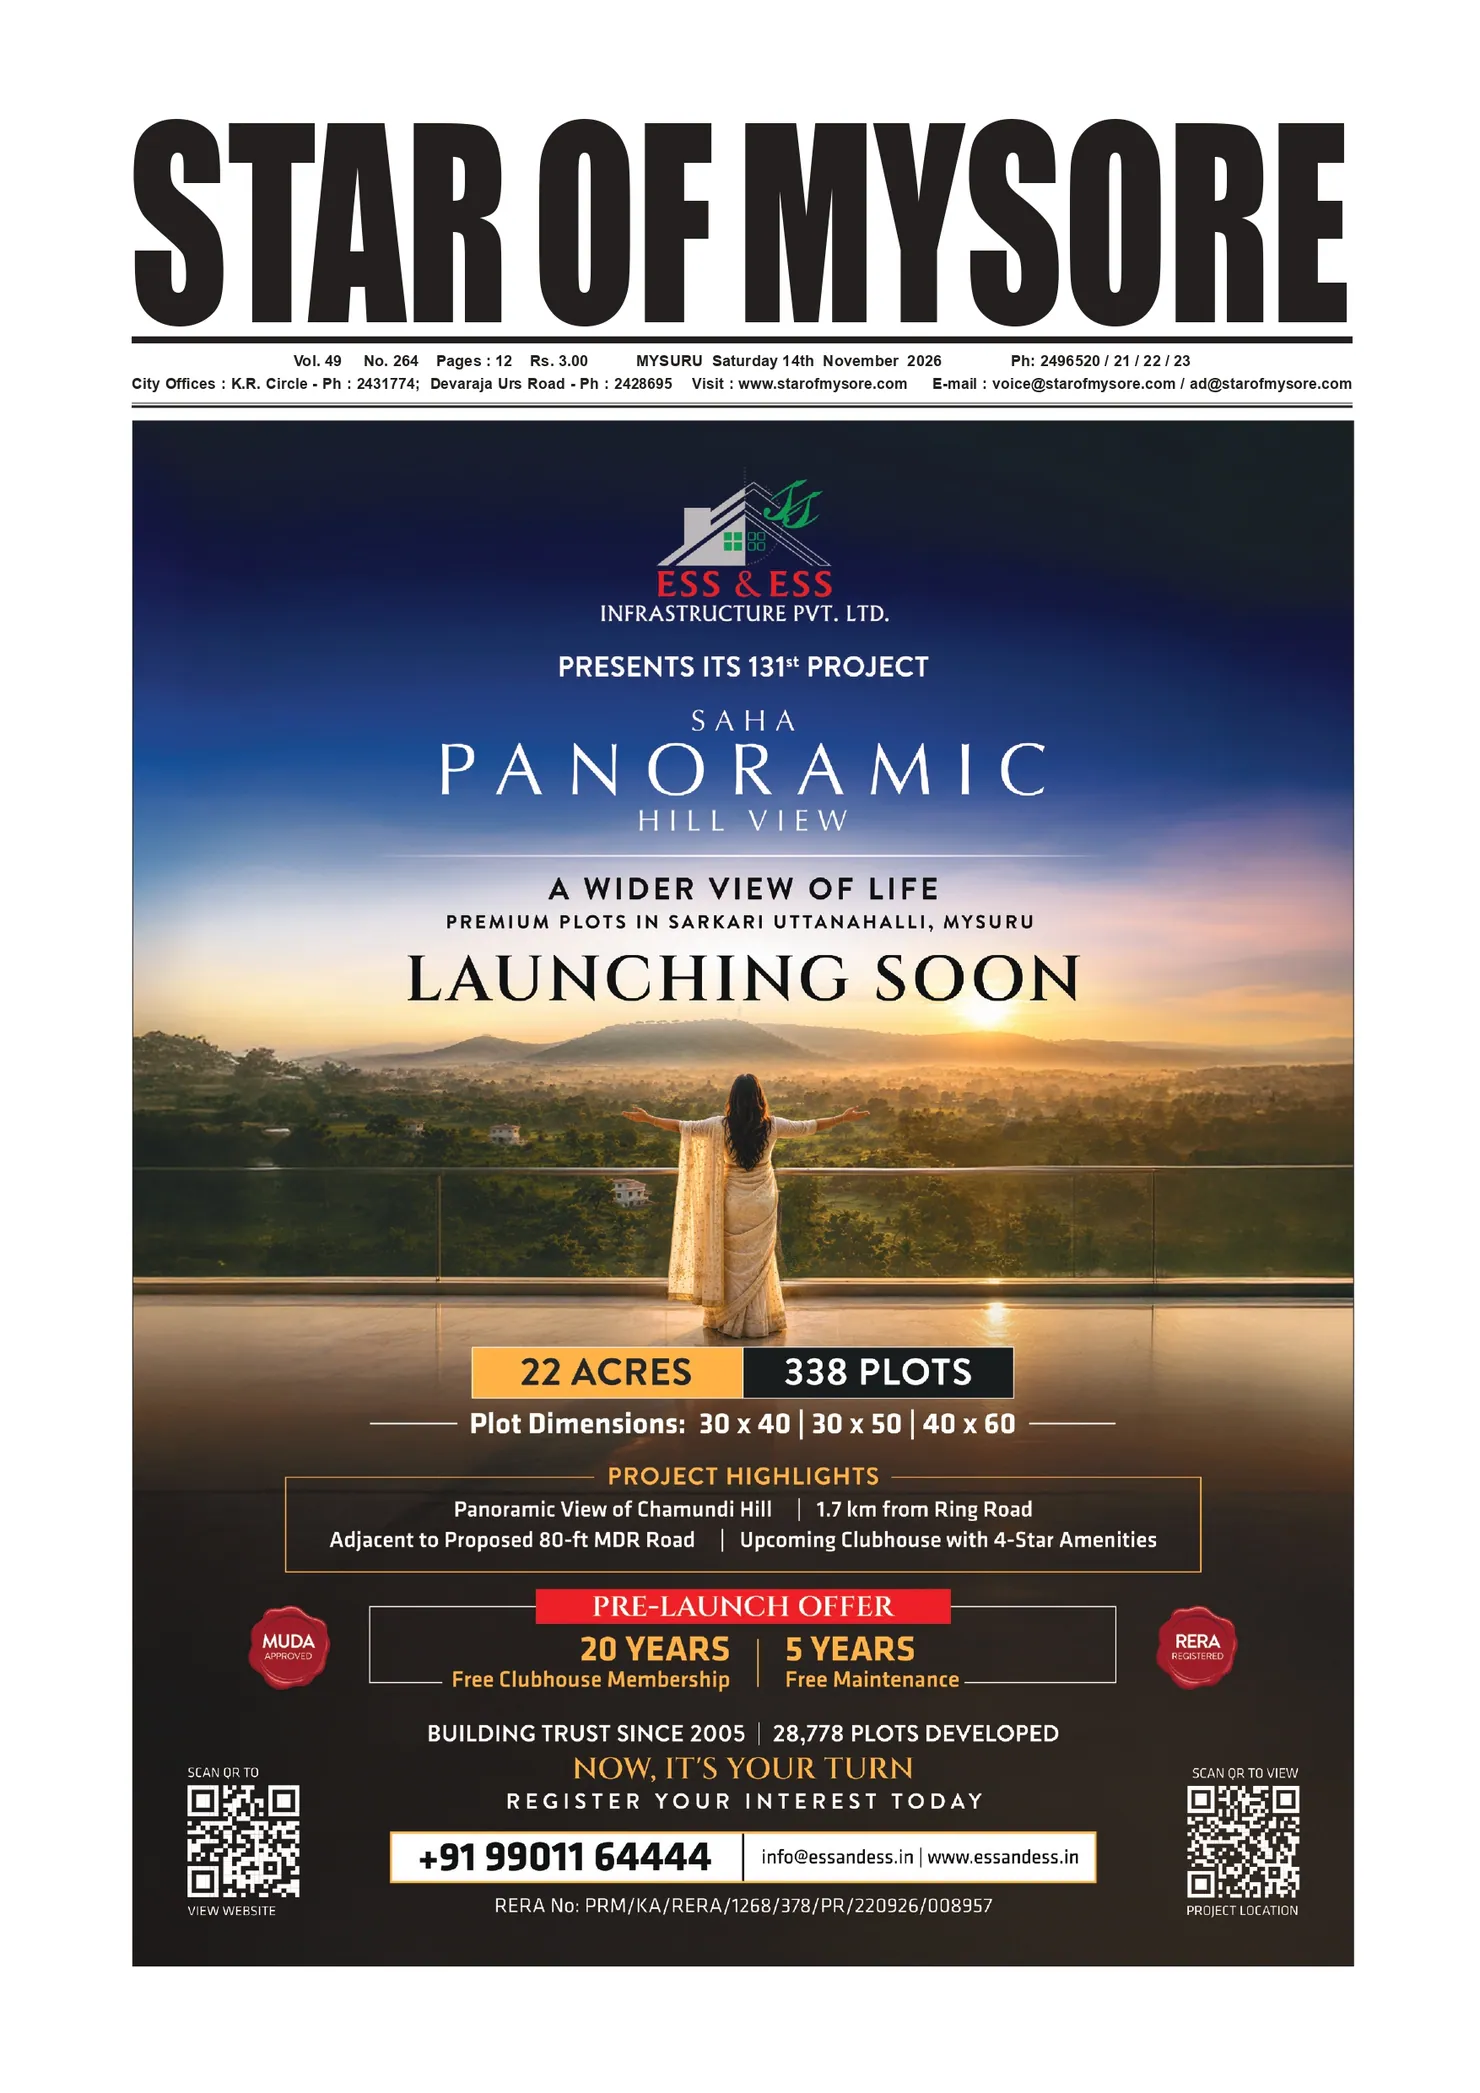 STAR OF MYSORE
Vol. 49 No. 264 Pages : 12 Rs. 3.00 MYSURU Saturday 14th November 2026 Ph: 2496520 / 21 / 22 / 23
City Offices : K.R. Circle - Ph : 2431774; Devaraja Urs Road - Ph : 2428695 Visit : www.starofmysore.com E-mail : voice@starofmysore.com / ad@starofmysore.com
ESS & ESS
INFRASTRUCTURE PVT. LTD.
PRESENTS ITS 131st PROJECT
SAHA
PANORAMIC
HILL VIEW
A WIDER VIEW OF LIFE
PREMIUM PLOTS IN SARKARI UTTANAHALLI, MYSURU
LAUNCHING SOON
22 ACRES 338 PLOTS
Plot Dimensions: 30 x 40 | 30 x 50 | 40 x 60
PROJECT HIGHLIGHTS
Panoramic View of Chamundi Hill | 1.7 km from Ring Road
Adjacent to Proposed 80-ft MDR Road | Upcoming Clubhouse with 4-Star Amenities
PRE-LAUNCH OFFER
20 YEARS | 5 YEARS
Free Clubhouse Membership | Free Maintenance
MUDA
APPROVED
RERA
REGISTERED
BUILDING TRUST SINCE 2005 | 28,778 PLOTS DEVELOPED
NOW, IT'S YOUR TURN
REGISTER YOUR INTEREST TODAY
SCAN QR TO
VIEW WEBSITE
+91 99011 64444 info@essandess.in | www.essandess.in
RERA No: PRM/KA/RERA/1268/378/PR/220926/008957
SCAN QR TO VIEW
PROJECT LOCATION